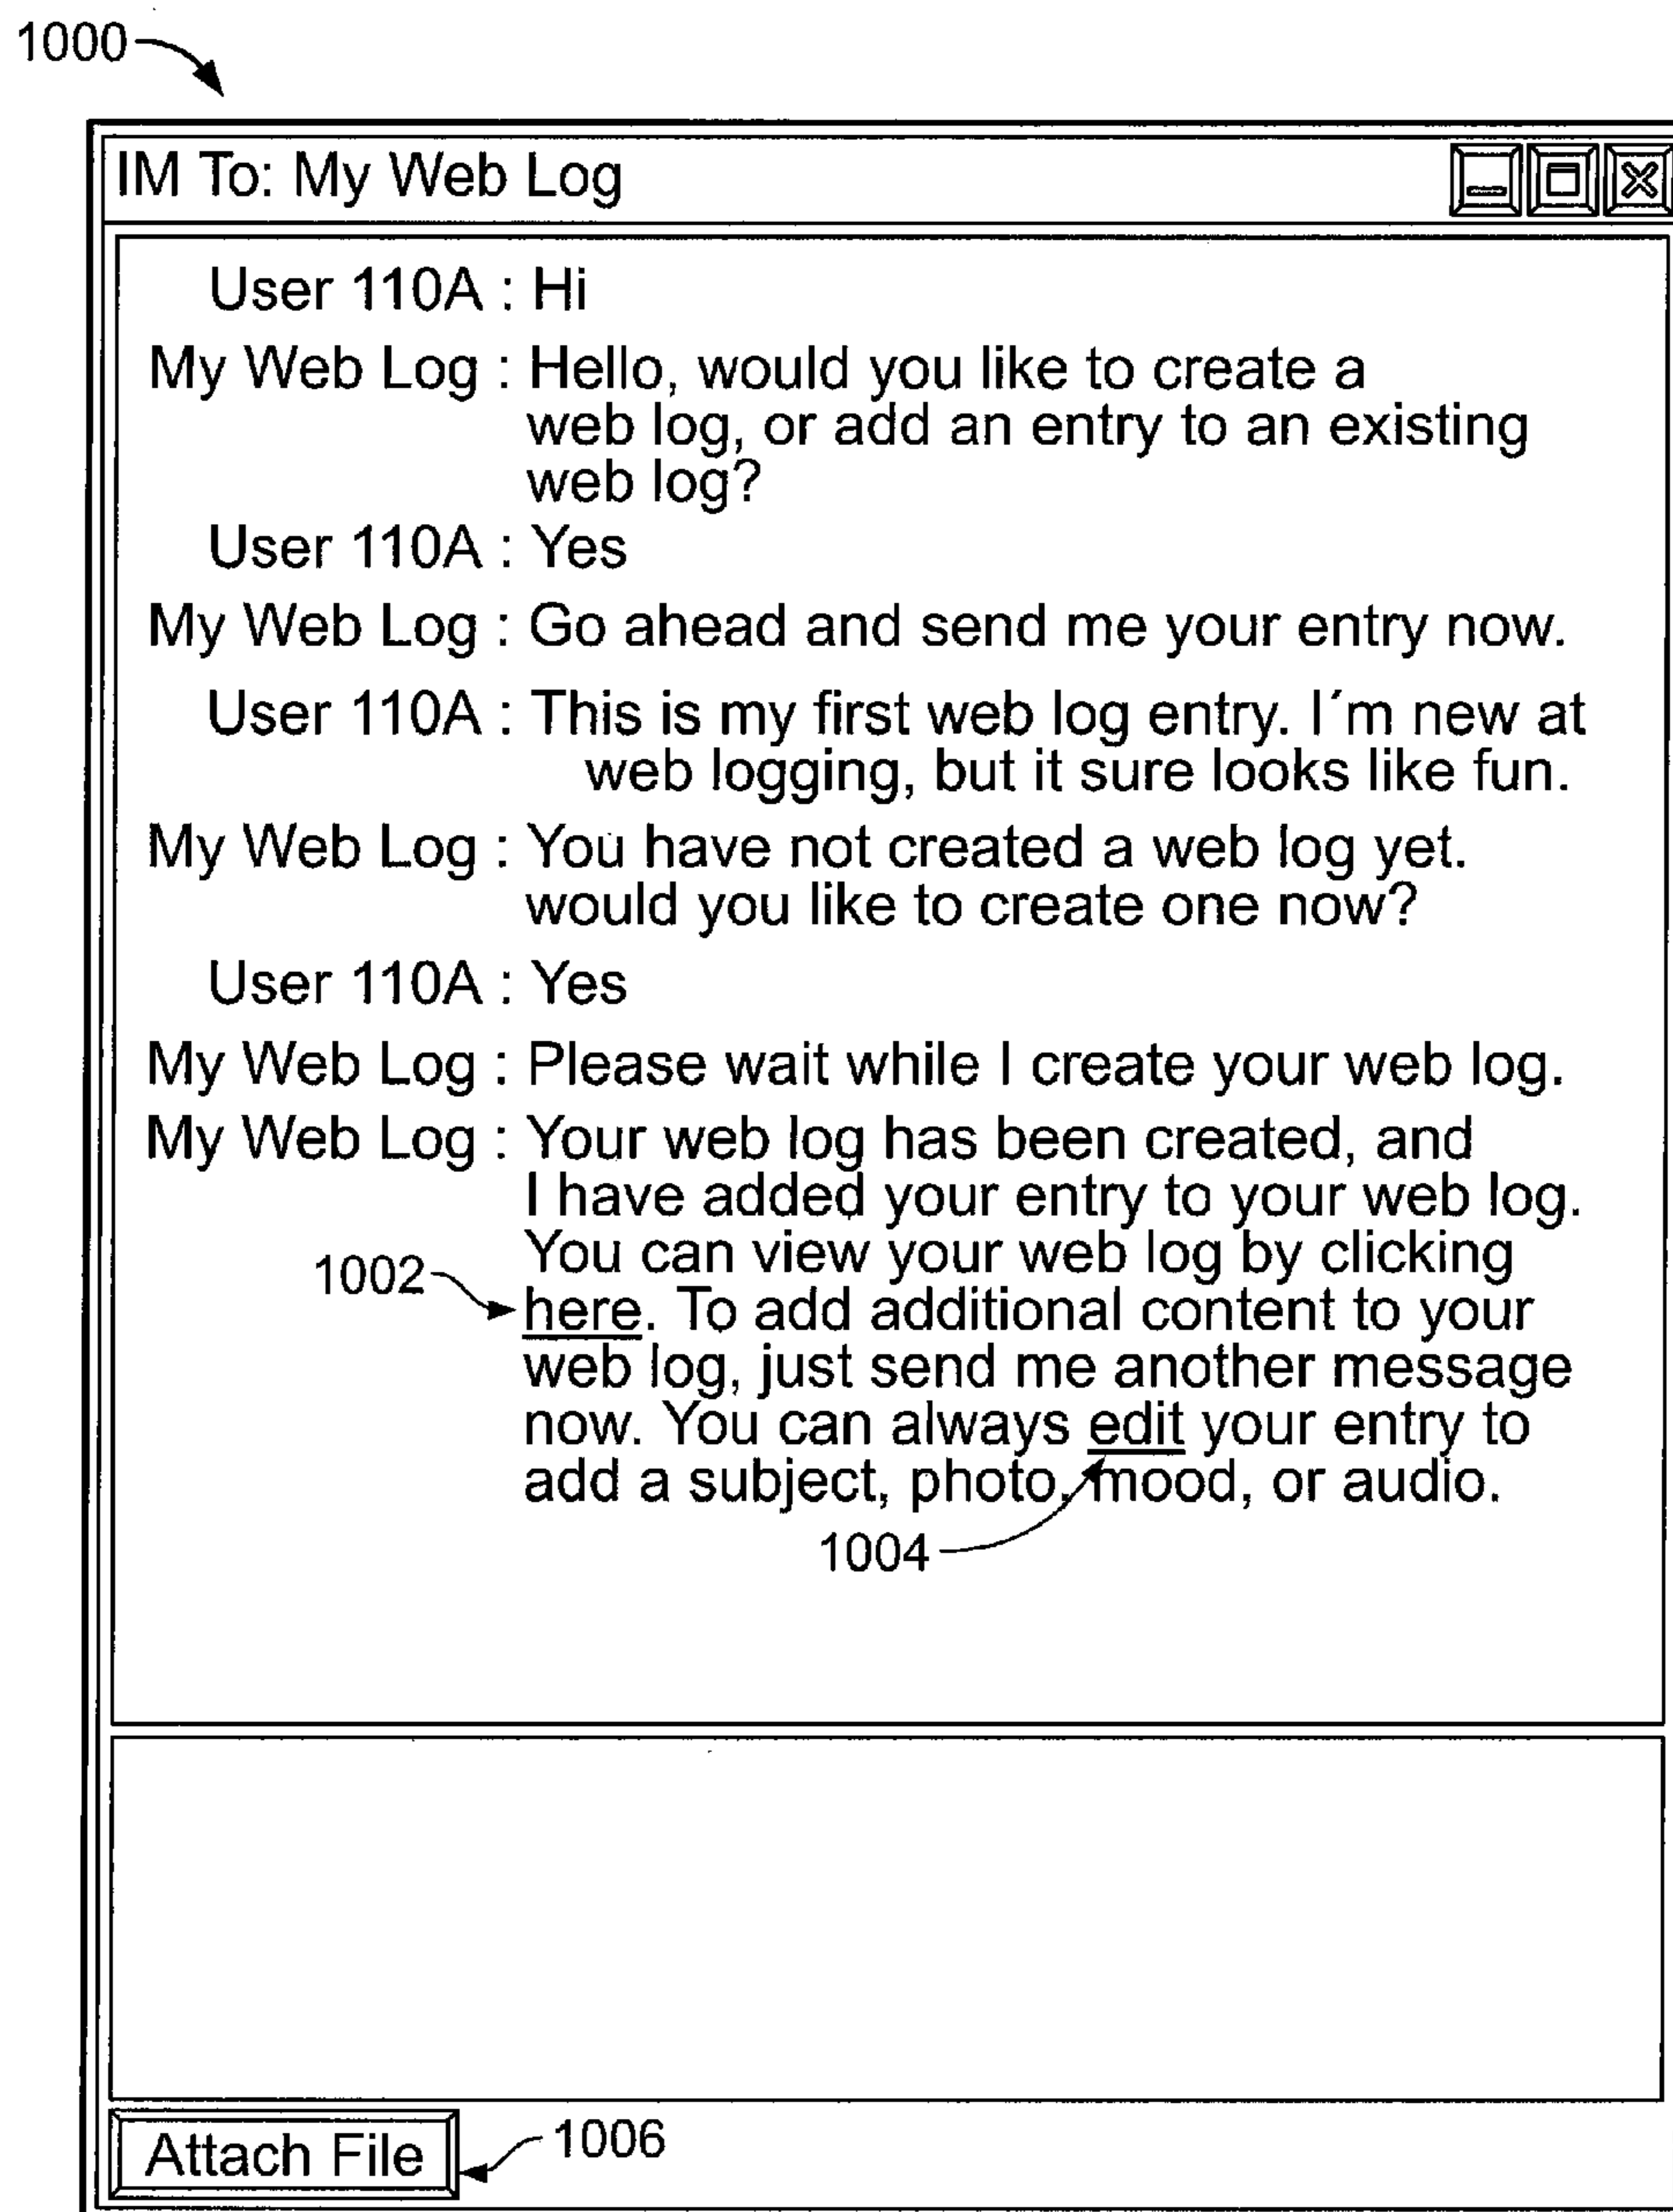 1000
IM To: My Web Log
User 110A : Hi
My Web Log : Hello, would you like to create a
web log, or add an entry to an existing
web log?
User 110A : Yes
My Web Log : Go ahead and send me your entry now.
User 110A : This is my first web log entry. I´m new at
web logging, but it sure looks like fun.
My Web Log : You have not created a web log yet.
would you like to create one now?
User 110A : Yes
My Web Log : Please wait while I create your web log.
My Web Log : Your web log has been created, and
I have added your entry to your web log.
You can view your web log by clicking
1002 here. To add additional content to your
web log, just send me another message
now. You can always edit your entry to
add a subject, photo, mood, or audio.
1004
Attach File 1006